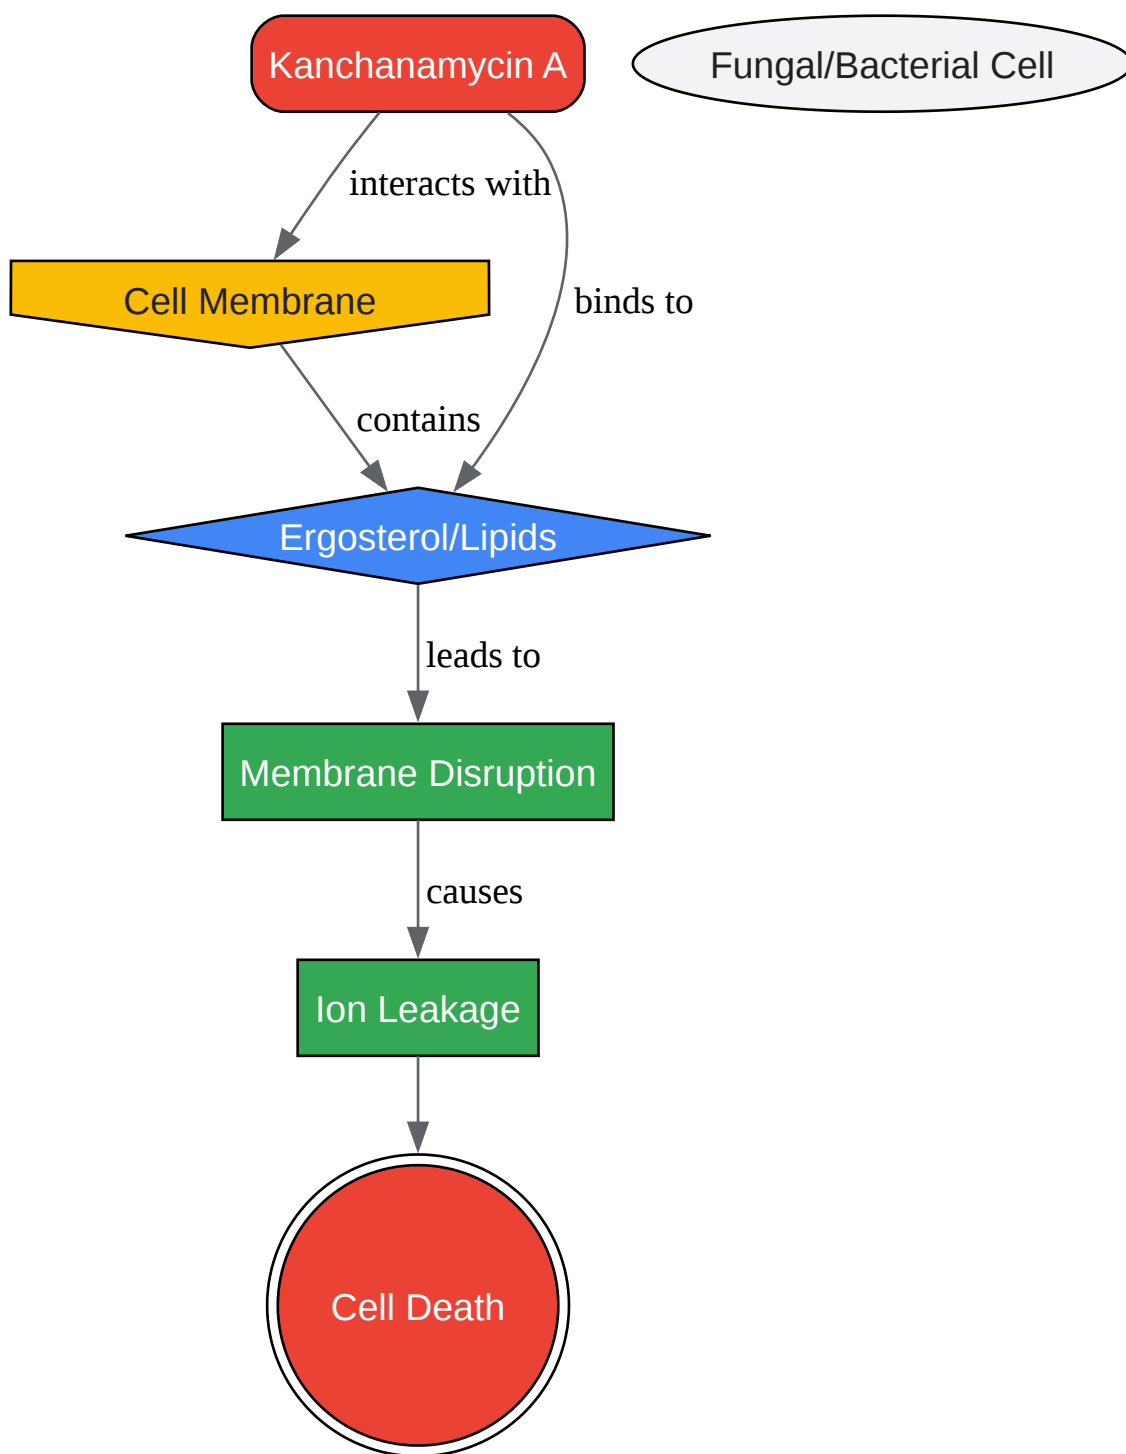 Kanchanamycin A
Fungal/Bacterial Cell
interacts with
Cell Membrane
binds to
contains
Ergosterol/Lipids
leads to
Membrane Disruption
causes
Ion Leakage
Cell Death